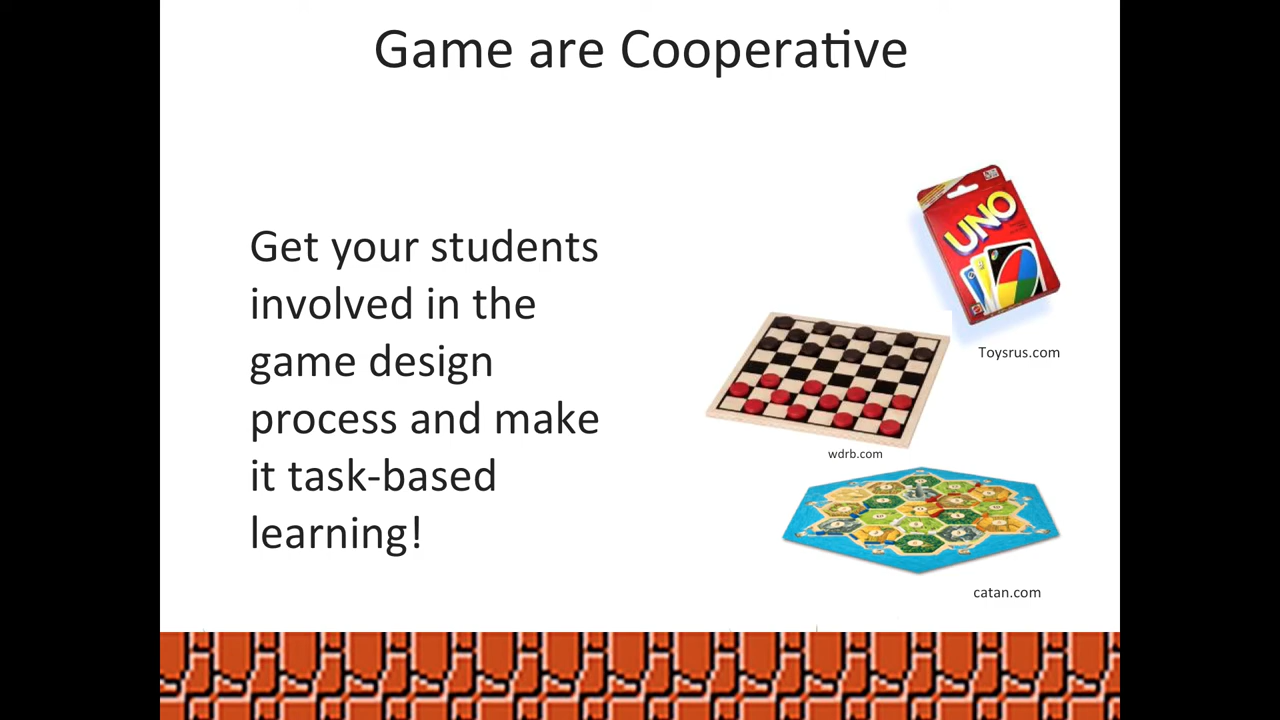 Game are Cooperative
Get your students
involved in the
game design
process and make
it task-based
learning!
UNO
Toysrus.com
wdrb.com
catan.com